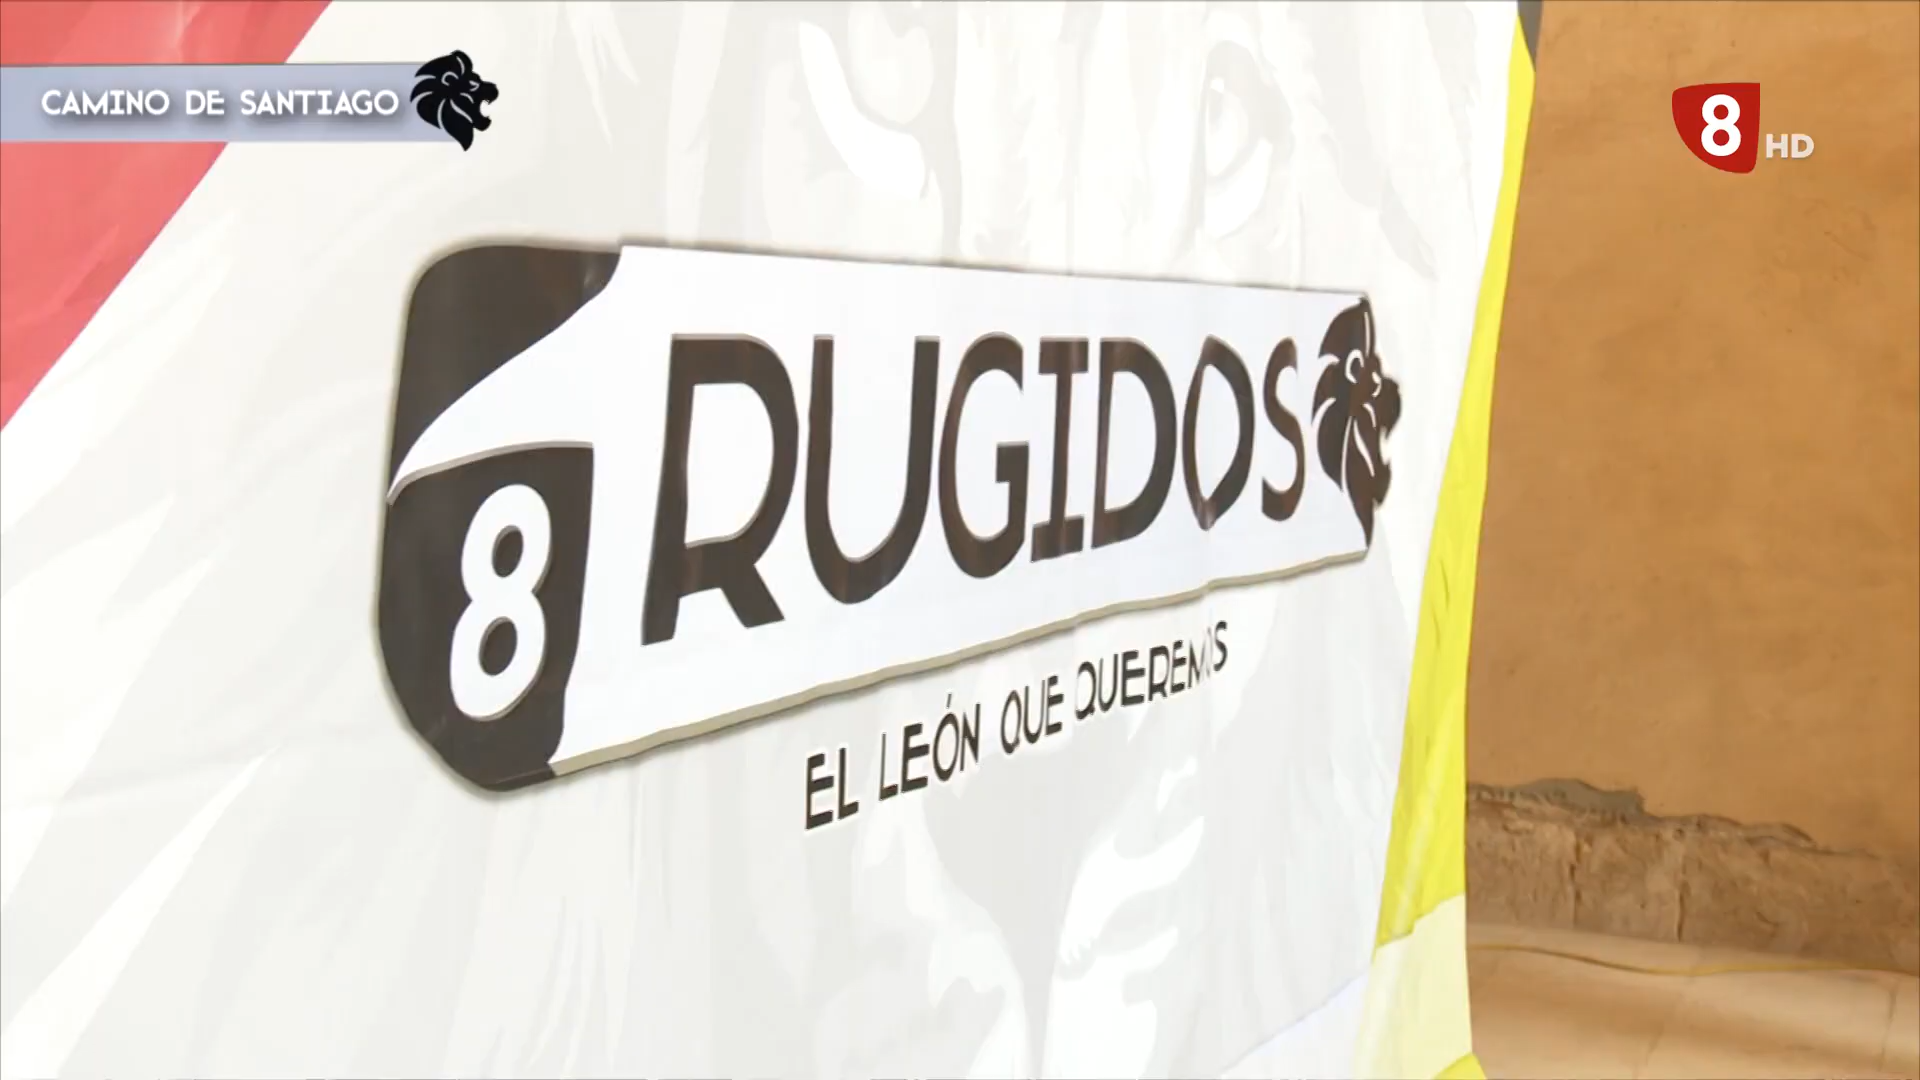 CAMINO DE SANTIAGO
8 HD
8 RUGIDOS
EL LEÓN QUE QUEREMOS